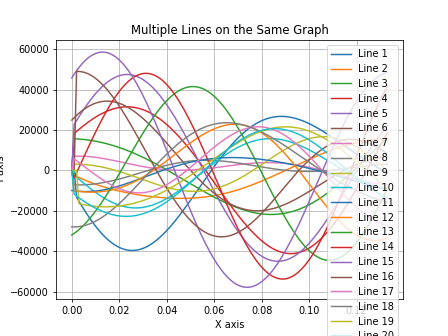 Multiple Lines on the Same Graph
60000
40000
20000
0
−20000
−40000
−60000
0.00
0.02
0.04
0.06
0.08
0.10
X axis
Line 1
Line 2
Line 3
Line 4
Line 5
Line 6
Line 7
Line 8
Line 9
Line 10
Line 11
Line 12
Line 13
Line 14
Line 15
Line 16
Line 17
Line 18
Line 19
Line 20